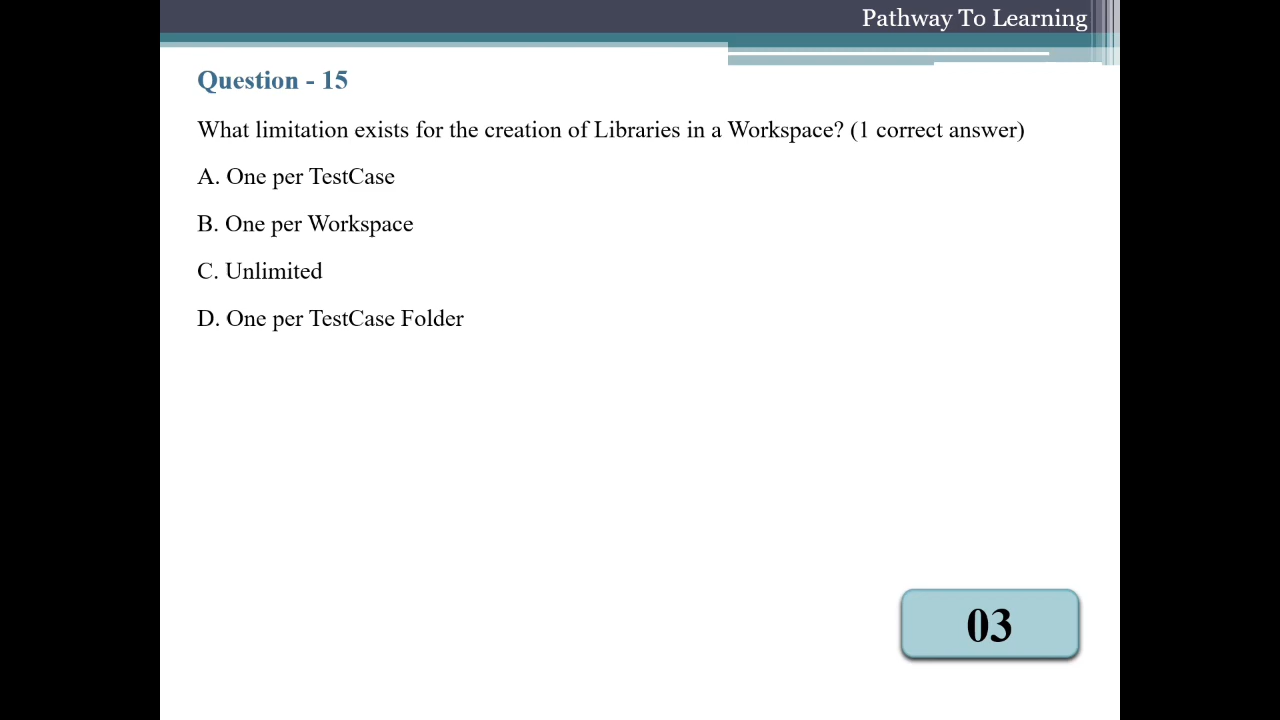 Pathway To Learning
Question - 15
What limitation exists for the creation of Libraries in a Workspace? (1 correct answer)
A. One per TestCase
B. One per Workspace
C. Unlimited
D. One per TestCase Folder
03